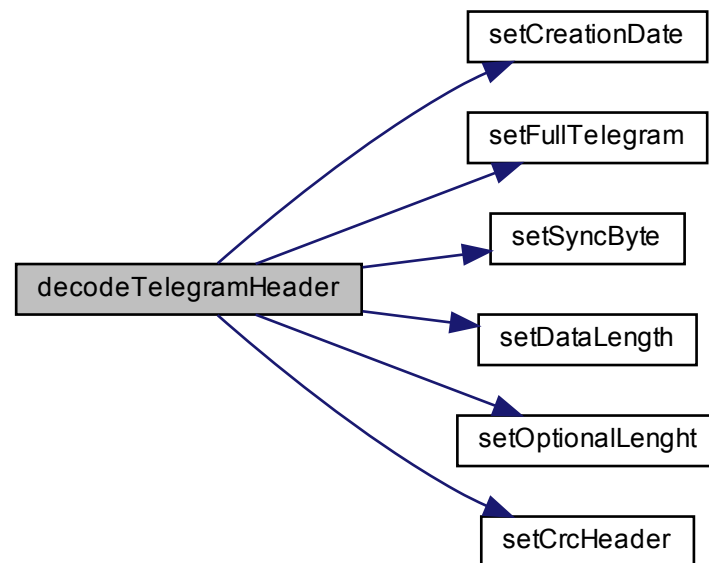 setCreationDate
setFullTelegram
setSyncByte
decodeTelegramHeader
setDataLength
setOptionalLenght
setCrcHeader